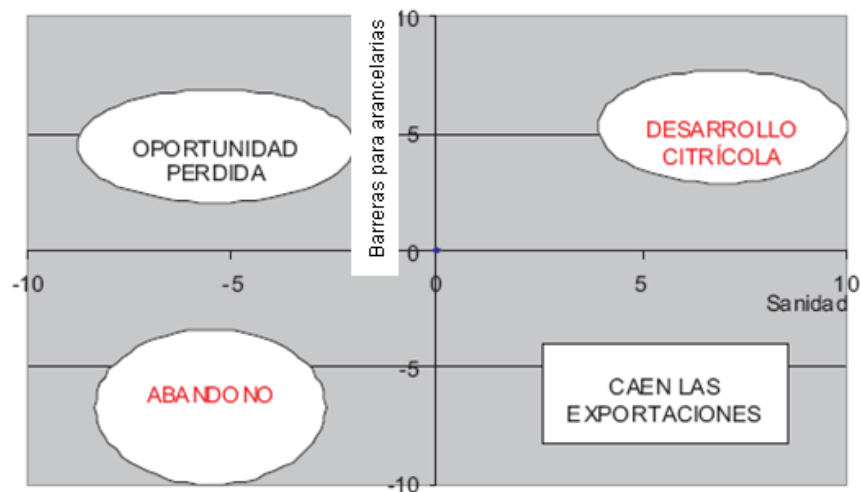 10
Barreras para arancelarias
OPORTUNIDAD
PERDIDA
DESARROLLO
CITRÍCOLA
5
0
-10
-5
0
5
10
Sanidad
-5
ABANDONO
CAEN LAS
EXPORTACIONES
-10